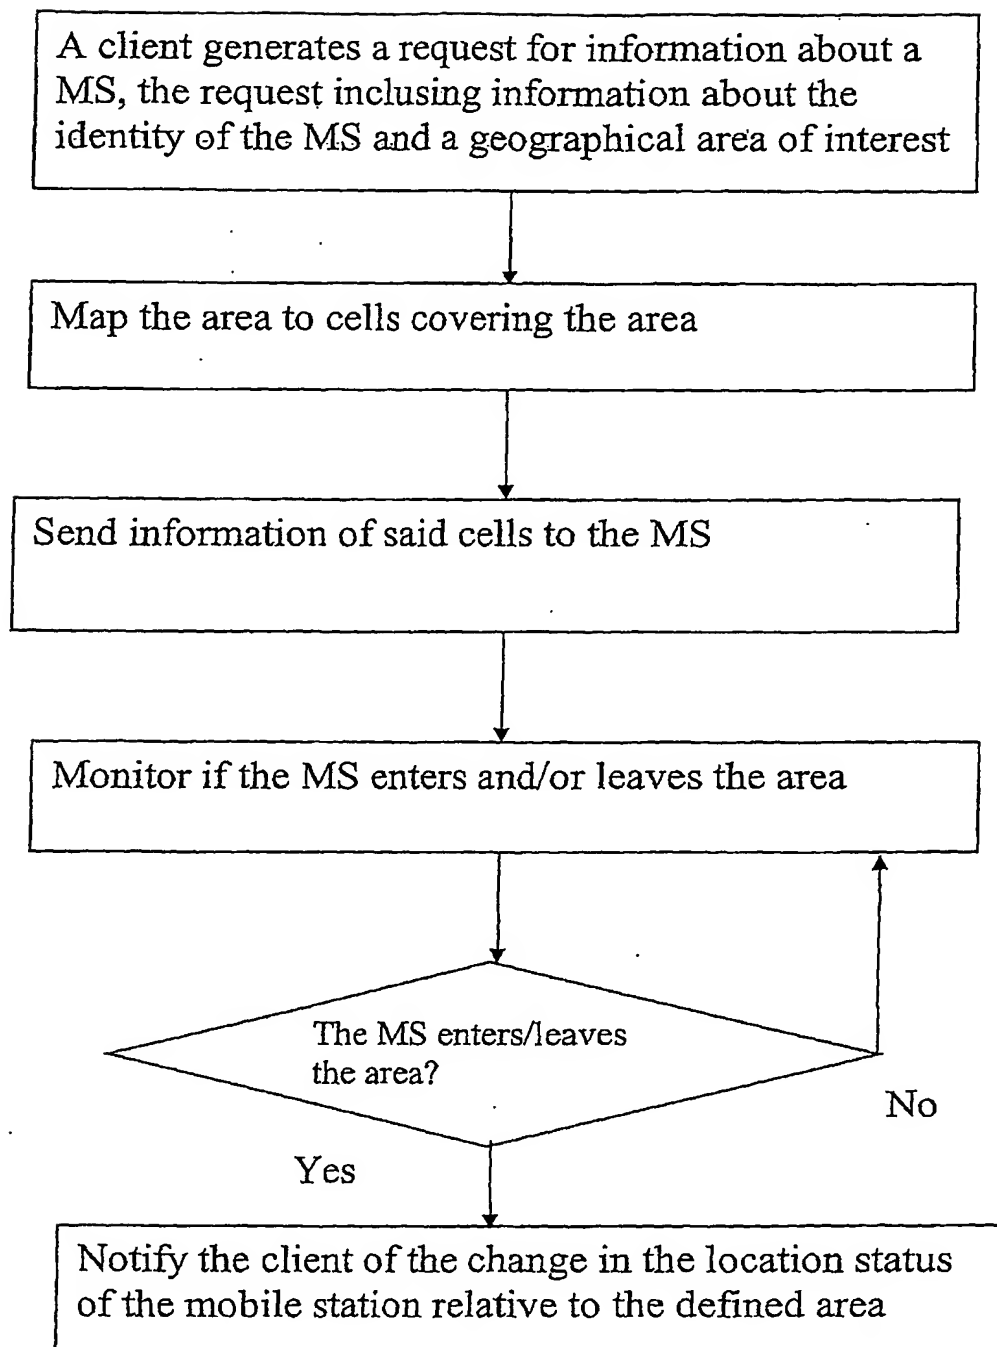 A client generates a request for information about a
MS, the request inclusing information about the
identity of the MS and a geographical area of interest
Map the area to cells covering the area
Send information of said cells to the MS
Monitor if the MS enters and/or leaves the area
The MS enters/leaves
the area?
No
Yes
Notify the client of the change in the location status
of the mobile station relative to the defined area